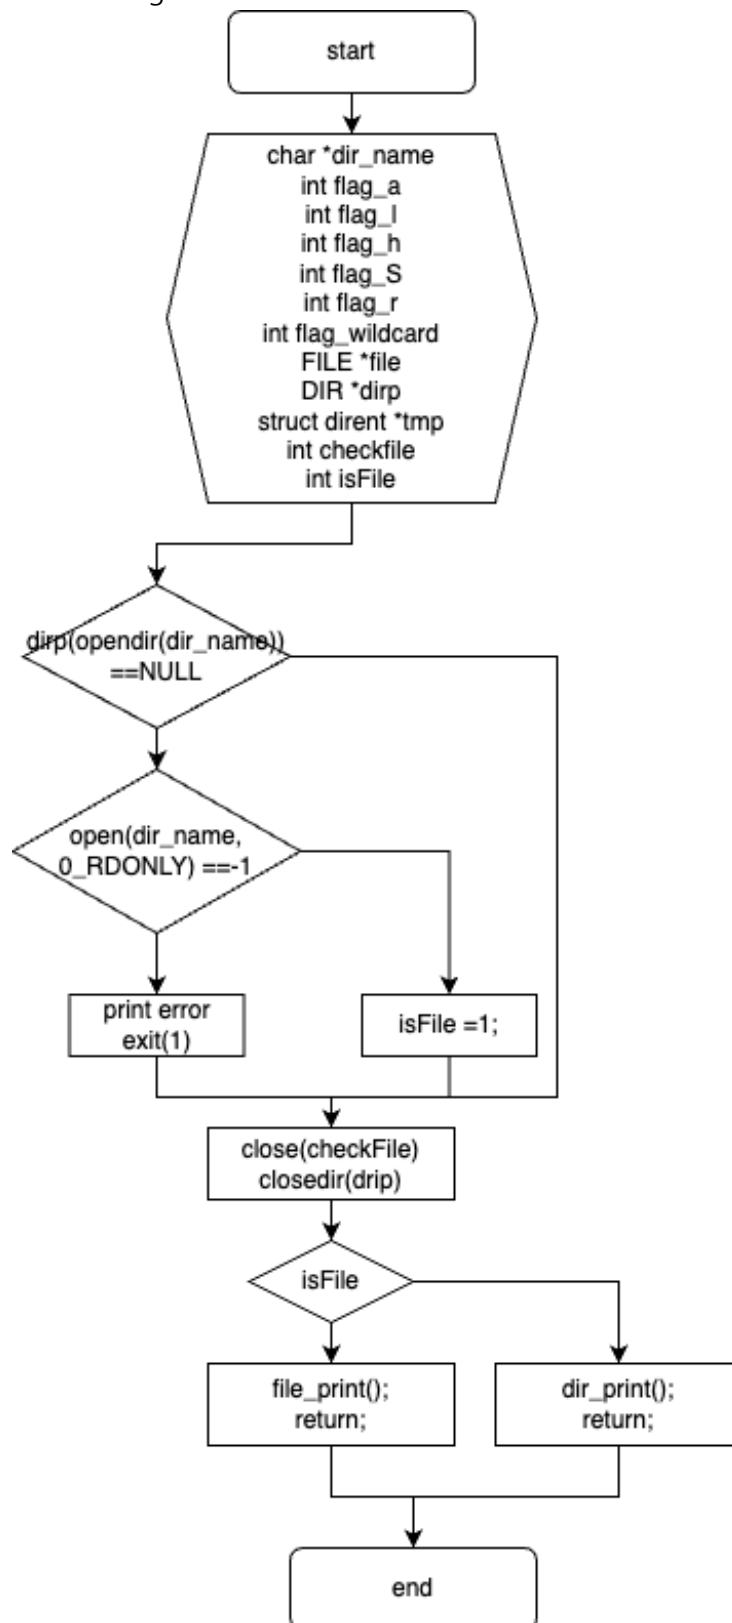 start
char *dir_name
int flag_a
int flag_l
int flag_h
int flag_S
int flag_r
int flag_wildcard
FILE *file
DIR *dirp
struct dirent *tmp
int checkfile
int isFile
dirp(opendir(dir_name))
==NULL
open(dir_name,
0_RDONLY) ==-1
print error
exit(1)
isFile =1;
close(checkFile)
closedir(drip)
isFile
file_print();
return;
dir_print();
return;
end